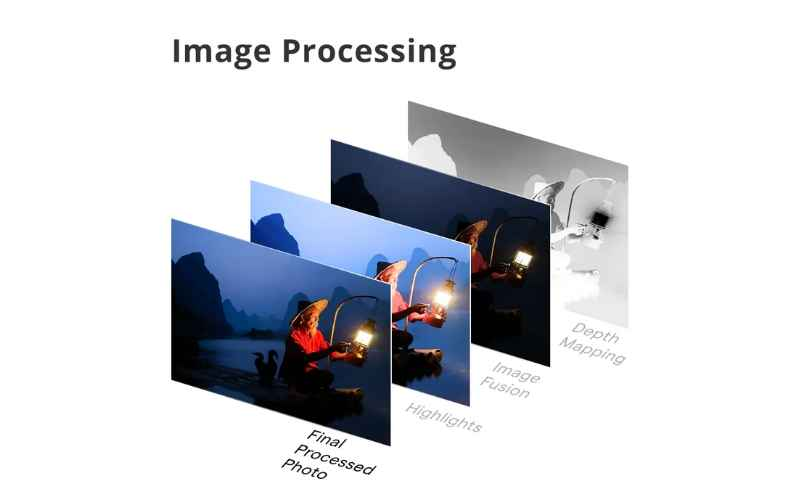 Image Processing
Depth
Mapping
Image
Fusion
Highlights
Final
Processed
Photo